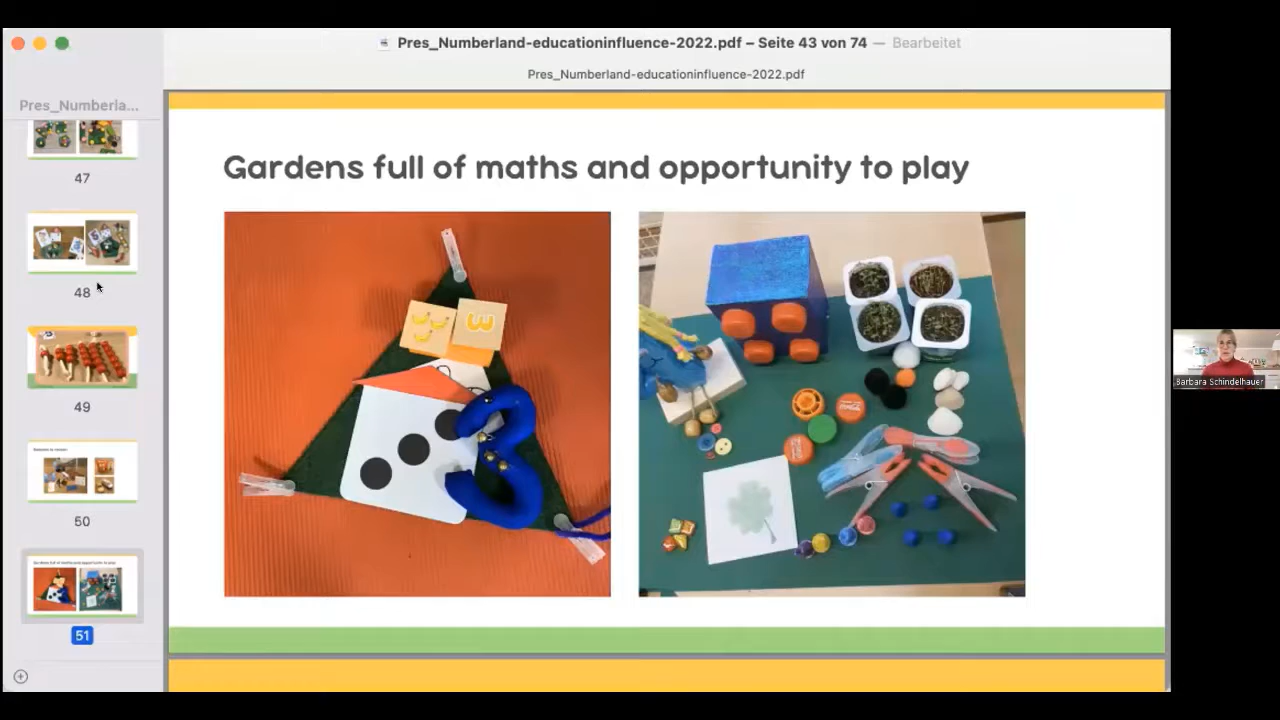 Pres_Numberland-educationinfluence-2022.pdf – Seite 43 von 74 — Bearbeitet
Pres_Numberland-educationinfluence-2022.pdf
Pres_Numberla...
47
48
49
50
51
Gardens full of maths and opportunity to play
3
Barbara Schindelhauer